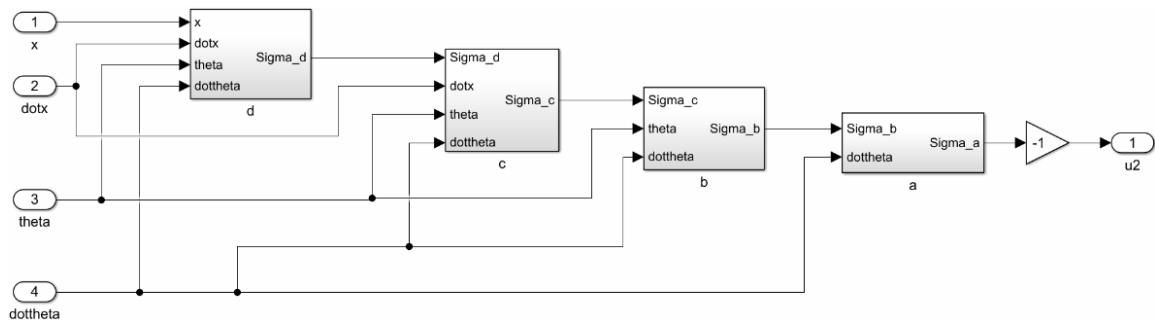 1
x
2
dotx
3
theta
4
dottheta
x
dotx
theta
dottheta
Sigma_d
d
Sigma_d
dotx
theta
dottheta
Sigma_c
c
Sigma_c
theta
dottheta
Sigma_b
b
Sigma_b
dottheta
Sigma_a
a
-1
1
u2